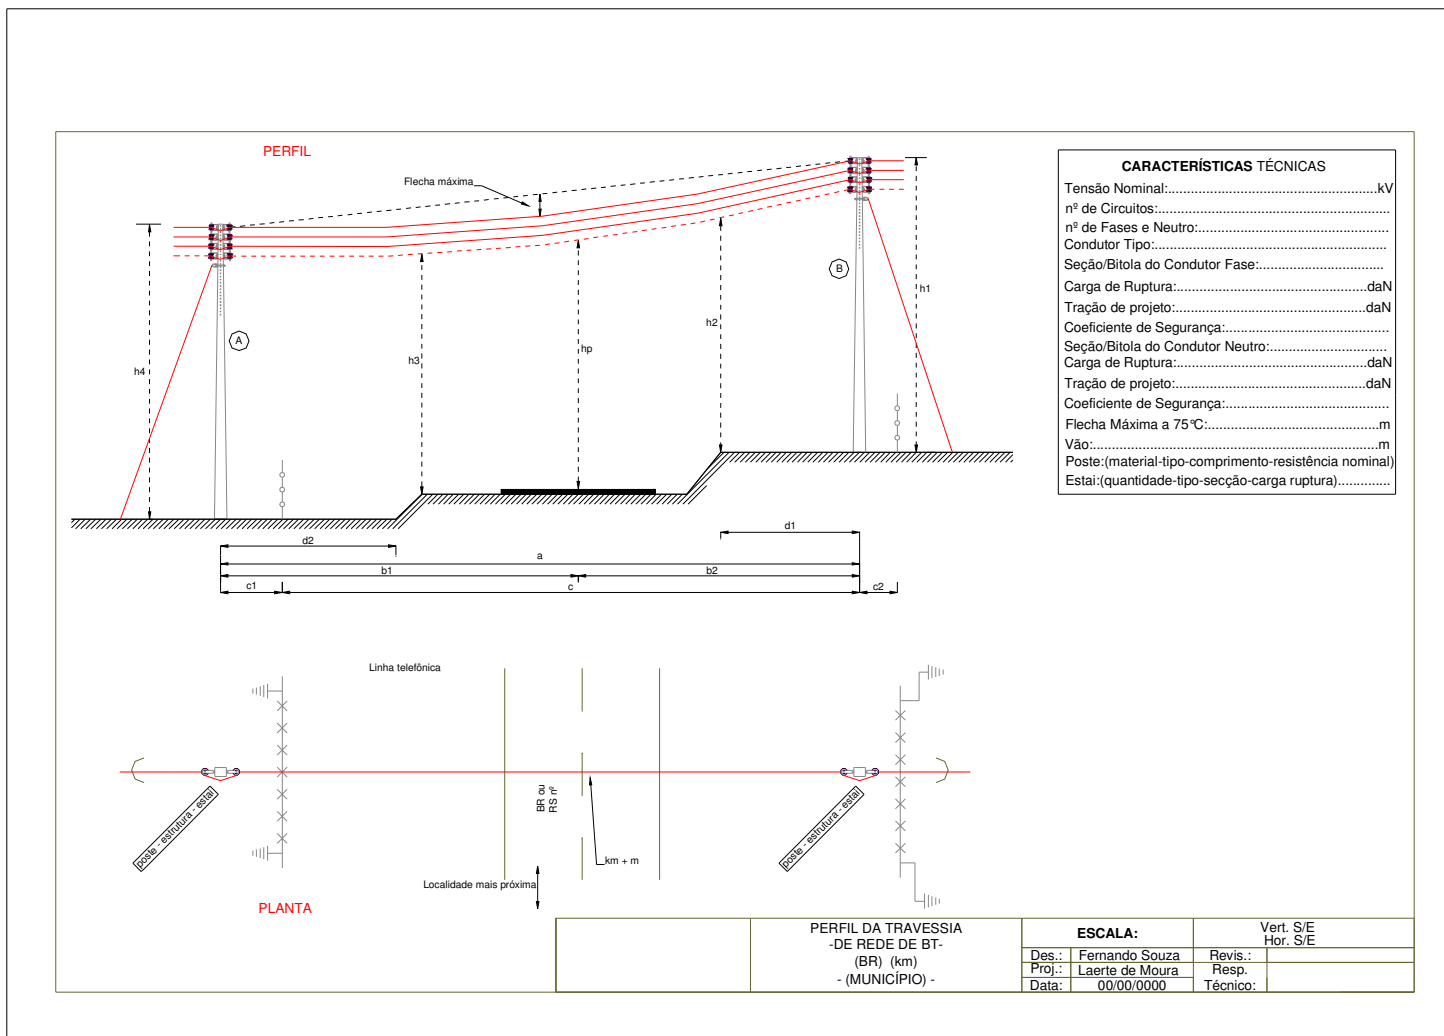 PERFIL
Flecha máxima
A
B
h4
h3
hp
h2
h1
d2
d1
a
b1
b2
c1
c
c2
CARACTERÍSTICAS TÉCNICAS
Tensão Nominal:..........................................................kV
nº de Circuitos:................................................................
nº de Fases e Neutro:.....................................................
Condutor Tipo:.................................................................
Seção/Bitola do Condutor Fase:...................................
Carga de Ruptura:.....................................................daN
Tração de projeto:.....................................................daN
Coeficiente de Segurança:..............................................
Seção/Bitola do Condutor Neutro:.................................
Carga de Ruptura:.....................................................daN
Tração de projeto:.....................................................daN
Coeficiente de Segurança:..............................................
Flecha Máxima a 75°C:................................................m
Vão:................................................................................m
Poste:(material-tipo-comprimento-resistência nominal)
Estai:(quantidade-tipo-secção-carga ruptura)..............
Linha telefônica
poste - estrutura - estai
BR ou
RS nº
km + m
poste - estrutura - estai
Localidade mais próxima
PLANTA
PERFIL DA TRAVESSIA
-DE REDE DE BT-
(BR) (km)
- (MUNICÍPIO) -
ESCALA:
Vert. S/E
Hor. S/E
Des.: Fernando Souza Revis.:
Proj.: Laerte de Moura Resp.
Data: 00/00/0000 Técnico: